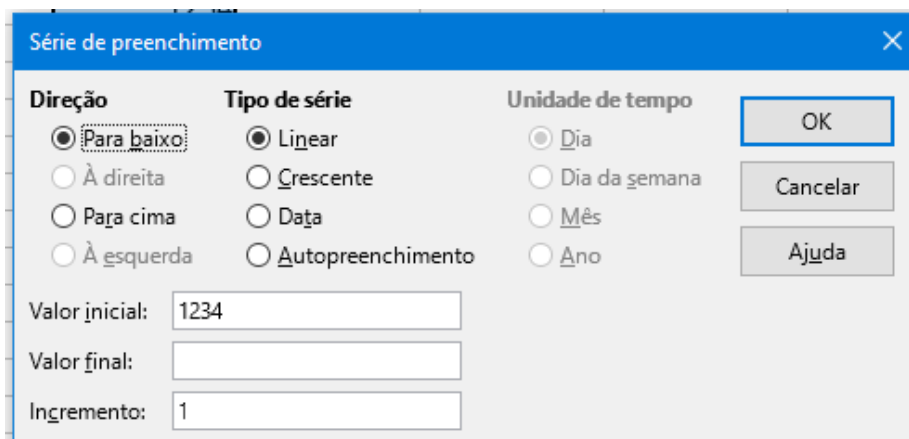 Série de preenchimento
Direção Tipo de série Unidade de tempo
Para baixo Linear Dia OK
À direita Crescente Dia da semana Cancelar
Para cima Data Mês
À esquerda Autopreenchimento Ano Ajuda
Valor inicial: 1234
Valor final:
Incremento: 1